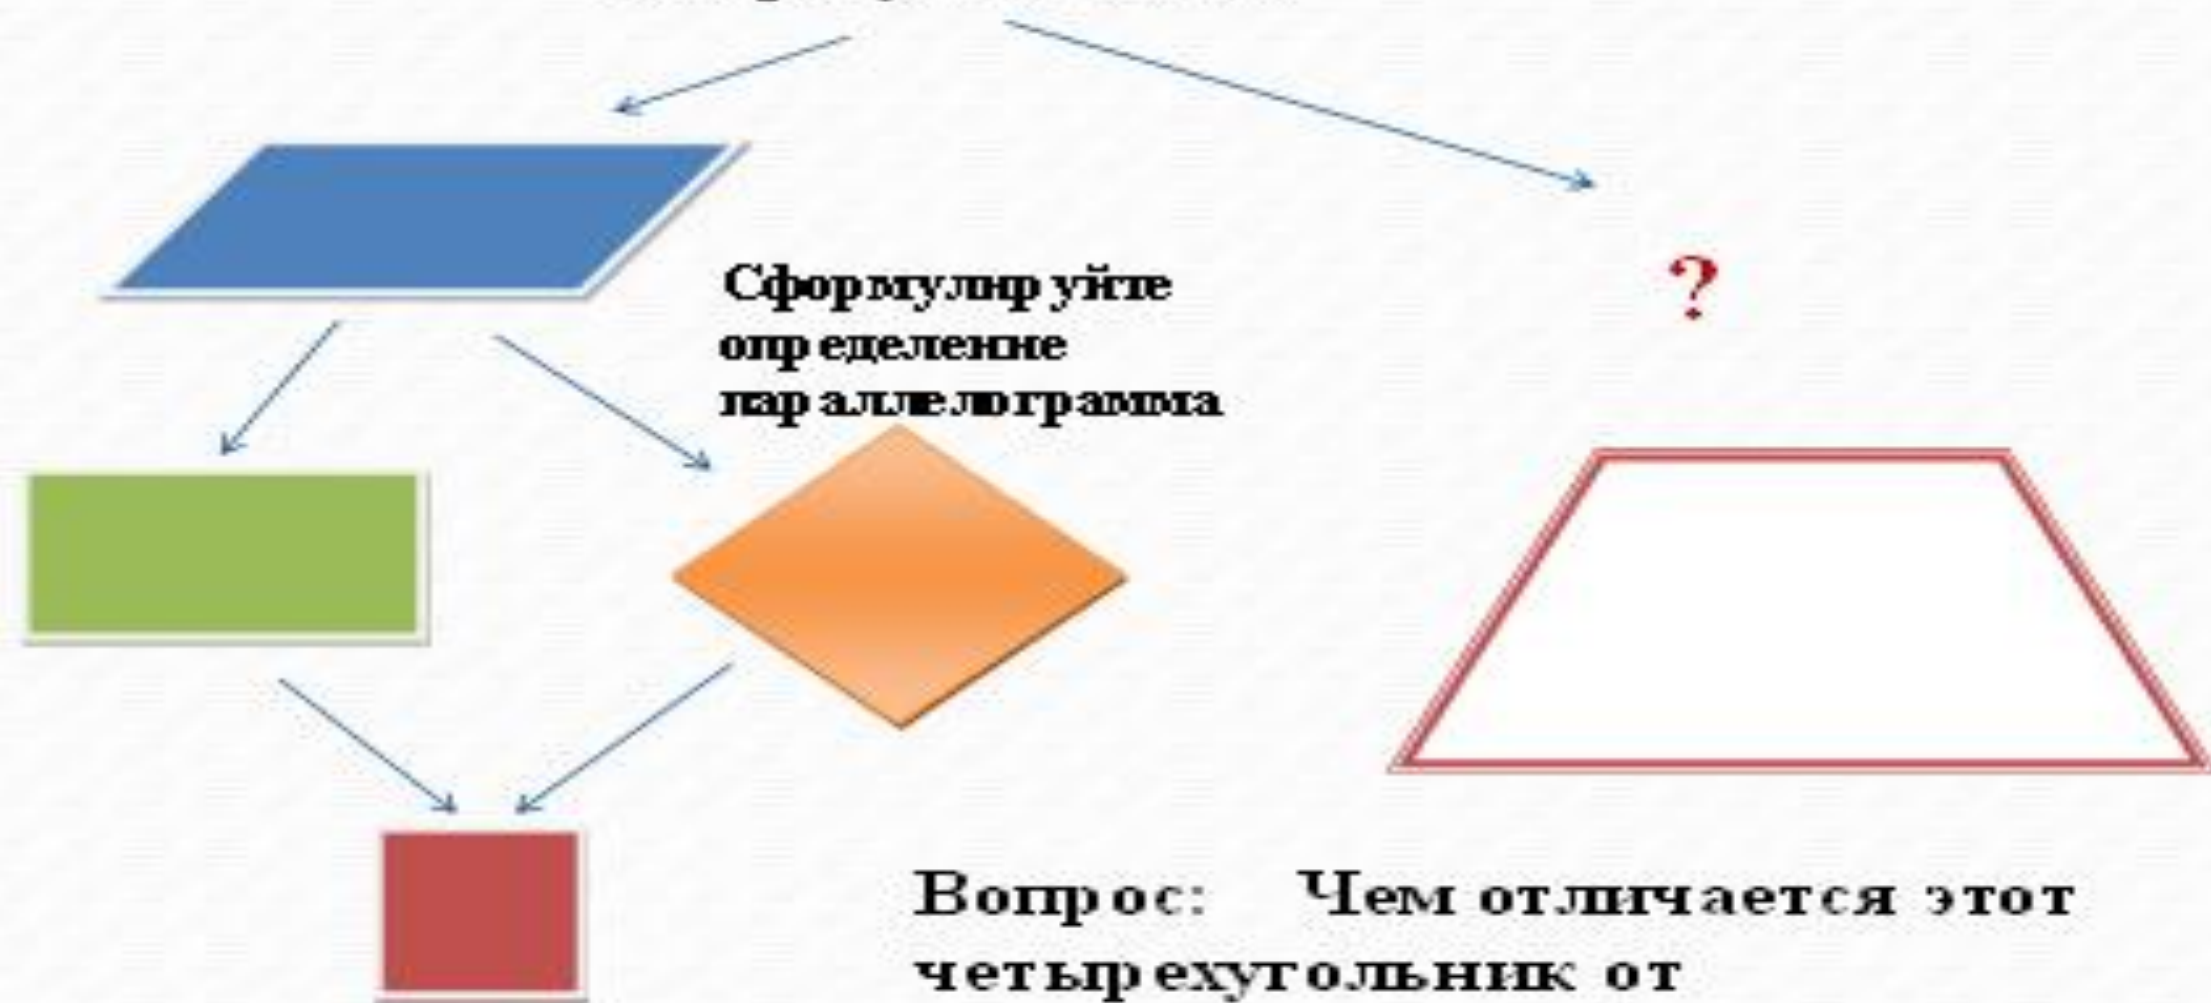 Сформулируйте
определение
параллелограмма
?
Вопрос: Чем отличается этот
четырехугольник от